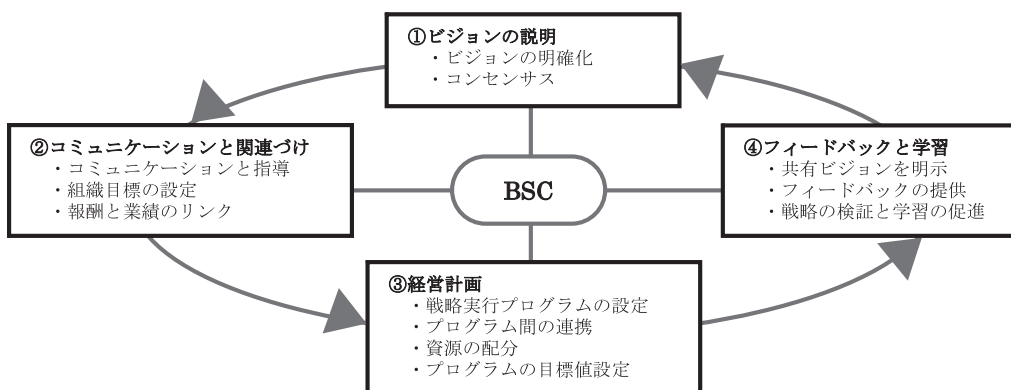 ①ビジョンの説明
・ビジョンの明確化
・コンセンサス
②コミュニケーションと関連づけ
・コミュニケーションと指導
・組織目標の設定
・報酬と業績のリンク
BSC
④フィードバックと学習
・共有ビジョンを明示
・フィードバックの提供
・戦略の検証と学習の促進
③経営計画
・戦略実行プログラムの設定
・プログラム間の連携
・資源の配分
・プログラムの目標値設定